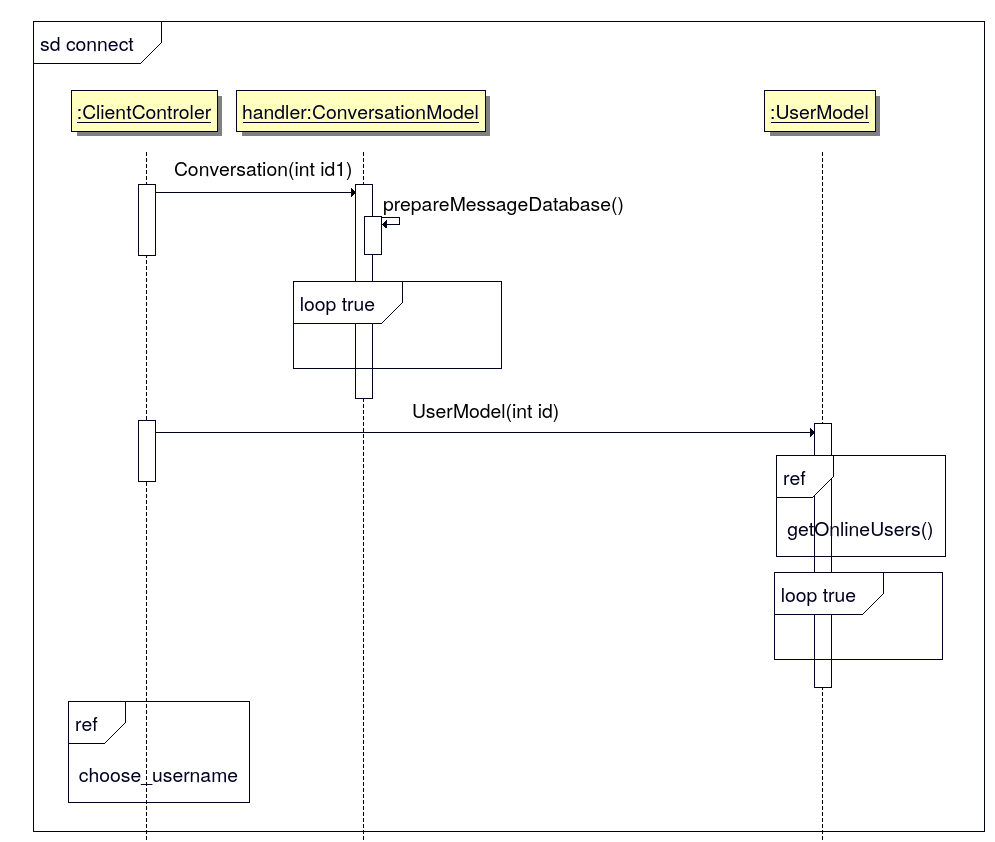 sd connect
:ClientControler
handler:ConversationModel
:UserModel
Conversation(int id1)
prepareMessageDatabase()
loop true
UserModel(int id)
ref
getOnlineUsers()
loop true
ref
choose_username